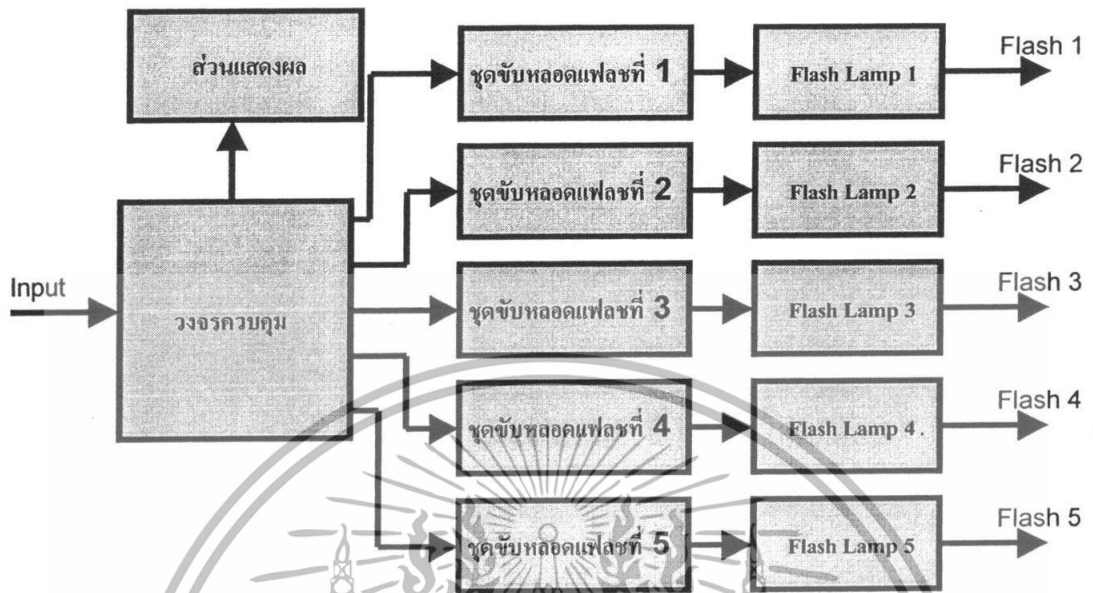 ส่วนแสดงผล
ชุดขับหลอดแฟลชที่ 1
Flash Lamp 1
Flash 1
ชุดขับหลอดแฟลชที่ 2
Flash Lamp 2
Flash 2
Input
วงจรควบคุม
ชุดขับหลอดแฟลชที่ 3
Flash Lamp 3
Flash 3
ชุดขับหลอดแฟลชที่ 4
Flash Lamp 4 .
Flash 4
ชุดขับหลอดแฟลชที่ 5
Flash Lamp 5
Flash 5